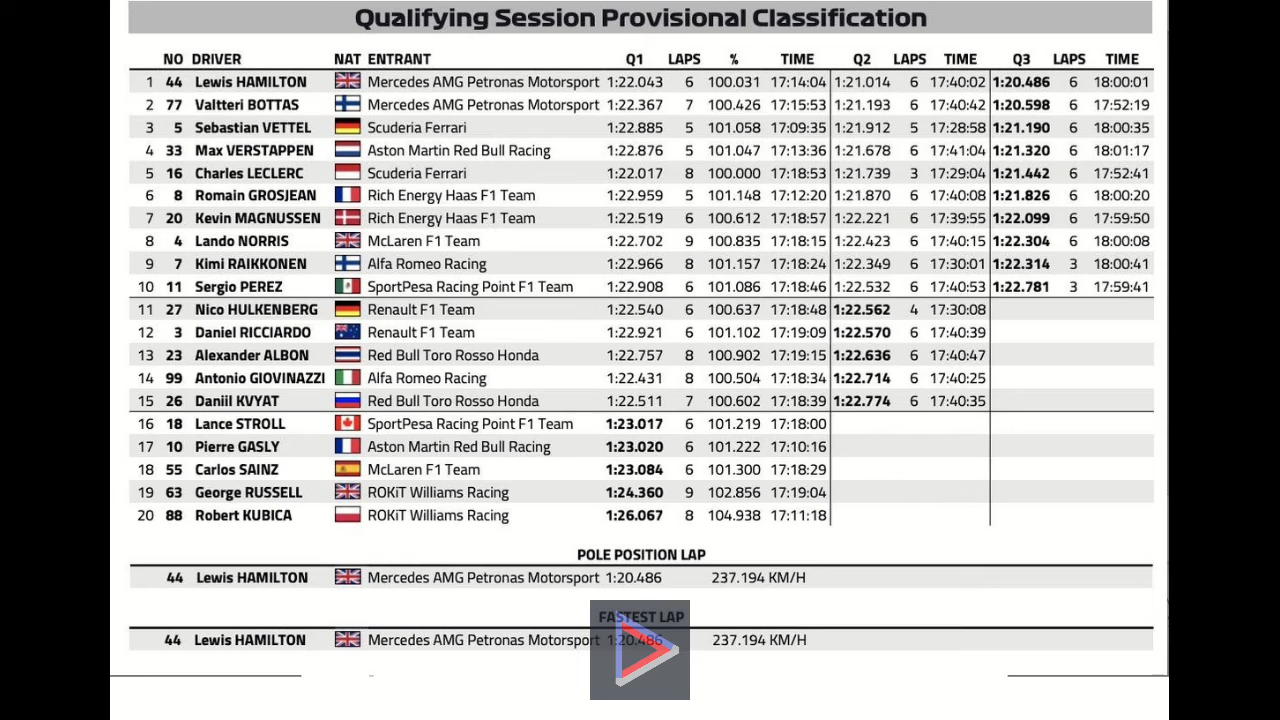 Qualifying Session Provisional Classification
NO DRIVER NAT ENTRANT Q1 LAPS % TIME Q2 LAPS TIME Q3 LAPS TIME
1 44 Lewis HAMILTON Mercedes AMG Petronas Motorsport 1:22.043 6 100.031 17:14:04 1:21.014 6 17:40:02 1:20.486 6 18:00:01
2 77 Valtteri BOTTAS Mercedes AMG Petronas Motorsport 1:22.367 7 100.426 17:15:53 1:21.193 6 17:40:42 1:20.598 6 17:52:19
3 5 Sebastian VETTEL Scuderia Ferrari 1:22.885 5 101.058 17:09:35 1:21.912 5 17:28:58 1:21.190 6 18:00:35
4 33 Max VERSTAPPEN Aston Martin Red Bull Racing 1:22.876 5 101.047 17:13:36 1:21.678 6 17:41:04 1:21.320 6 18:01:17
5 16 Charles LECLERC Scuderia Ferrari 1:22.017 8 100.000 17:18:53 1:21.739 3 17:29:04 1:21.442 6 17:52:41
6 8 Romain GROSJEAN Rich Energy Haas F1 Team 1:22.959 5 101.148 17:12:20 1:21.870 6 17:40:08 1:21.826 6 18:00:20
7 20 Kevin MAGNUSSEN Rich Energy Haas F1 Team 1:22.519 6 100.612 17:18:57 1:22.221 6 17:39:55 1:22.099 6 17:59:50
8 4 Lando NORRIS McLaren F1 Team 1:22.702 9 100.835 17:18:15 1:22.423 6 17:40:15 1:22.304 6 18:00:08
9 7 Kimi RAIKKONEN Alfa Romeo Racing 1:22.966 8 101.157 17:18:24 1:22.349 6 17:30:01 1:22.314 3 18:00:41
10 11 Sergio PEREZ SportPesa Racing Point F1 Team 1:22.908 6 101.086 17:18:46 1:22.532 6 17:40:53 1:22.781 3 17:59:41
11 27 Nico HULKENBERG Renault F1 Team 1:22.540 6 100.637 17:18:48 1:22.562 4 17:30:08
12 3 Daniel RICCIARDO Renault F1 Team 1:22.921 6 101.102 17:19:09 1:22.570 6 17:40:39
13 23 Alexander ALBON Red Bull Toro Rosso Honda 1:22.757 8 100.902 17:19:15 1:22.636 6 17:40:47
14 99 Antonio GIOVINAZZI Alfa Romeo Racing 1:22.431 8 100.504 17:18:34 1:22.714 6 17:40:25
15 26 Daniil KVYAT Red Bull Toro Rosso Honda 1:22.511 7 100.602 17:18:39 1:22.774 6 17:40:35
16 18 Lance STROLL SportPesa Racing Point F1 Team 1:23.017 6 101.219 17:18:00
17 10 Pierre GASLY Aston Martin Red Bull Racing 1:23.020 6 101.222 17:10:16
18 55 Carlos SAINZ McLaren F1 Team 1:23.084 6 101.300 17:18:29
19 63 George RUSSELL ROKiT Williams Racing 1:24.360 9 102.856 17:19:04
20 88 Robert KUBICA ROKiT Williams Racing 1:26.067 8 104.938 17:11:18
POLE POSITION LAP
44 Lewis HAMILTON Mercedes AMG Petronas Motorsport 1:20.486 237.194 KM/H
FASTEST LAP
44 Lewis HAMILTON Mercedes AMG Petronas Motorsport 1:20.486 237.194 KM/H